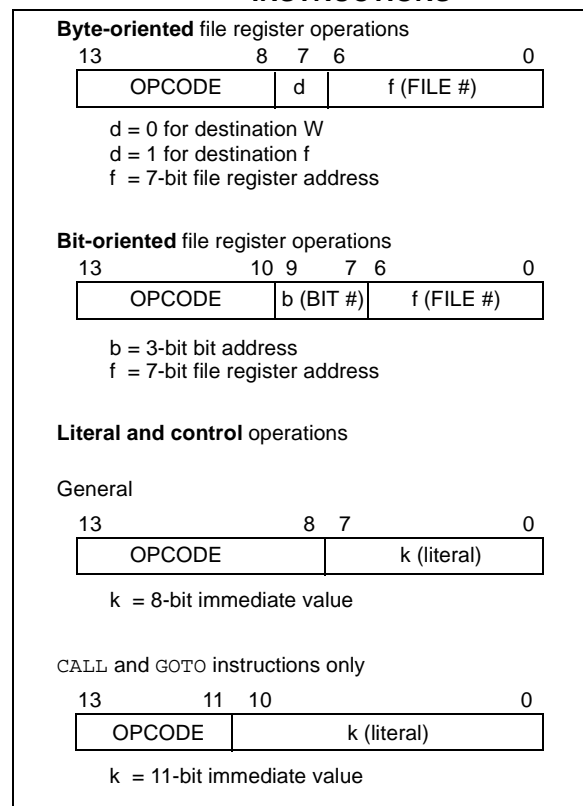 Byte-oriented file register operations
13 8 7 6 0
OPCODE d f (FILE #)
d = 0 for destination W
d = 1 for destination f
f = 7-bit file register address
Bit-oriented file register operations
13 10 9 7 6 0
OPCODE b (BIT #) f (FILE #)
b = 3-bit bit address
f = 7-bit file register address
Literal and control operations
General
13 8 7 0
OPCODE k (literal)
k = 8-bit immediate value
CALL and GOTO instructions only
13 11 10 0
OPCODE k (literal)
k = 11-bit immediate value